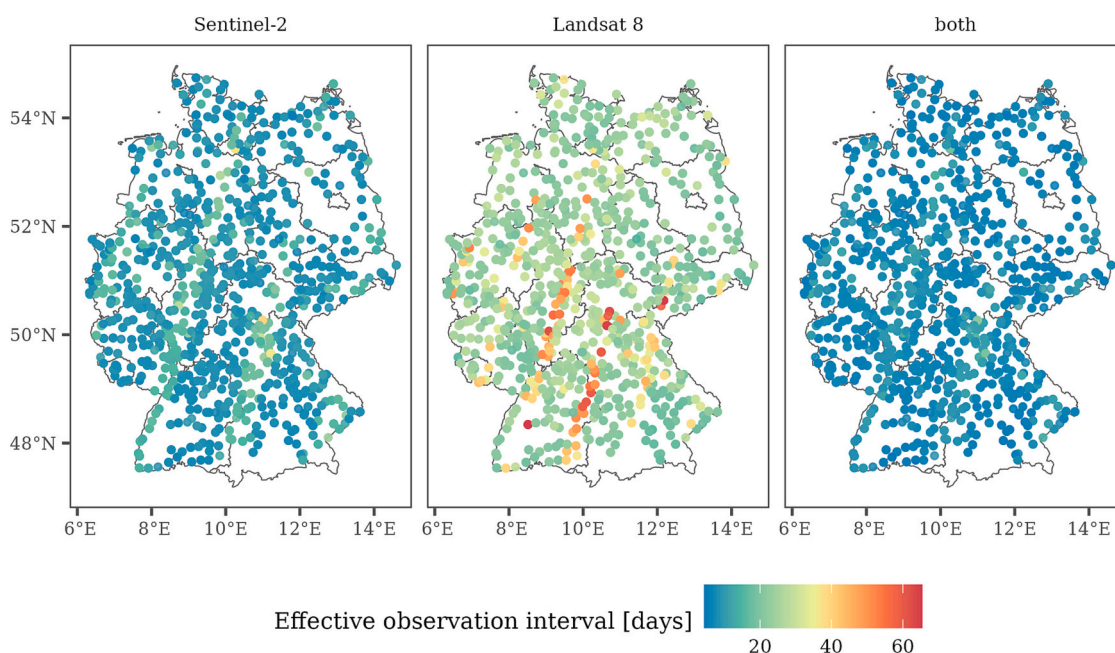 Sentinel-2 Landsat 8 both
54°N
52°N
50°N
48°N
6°E 8°E 10°E 12°E 14°E 6°E 8°E 10°E 12°E 14°E 6°E 8°E 10°E 12°E 14°E
Effective observation interval [days]
20 40 60